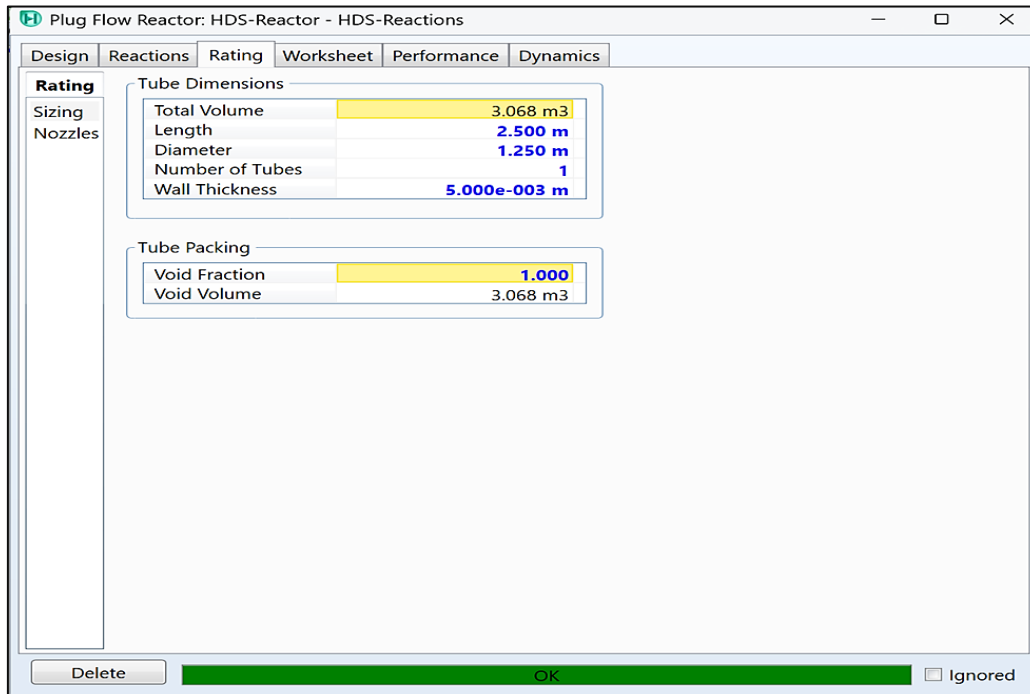 Plug Flow Reactor: HDS-Reactor - HDS-Reactions
Design Reactions Rating Worksheet Performance Dynamics
Rating
Sizing
Nozzles
Tube Dimensions
Total Volume 3.068 m3
Length 2.500 m
Diameter 1.250 m
Number of Tubes 1
Wall Thickness 5.000e-003 m
Tube Packing
Void Fraction 1.000
Void Volume 3.068 m3
Delete OK Ignored